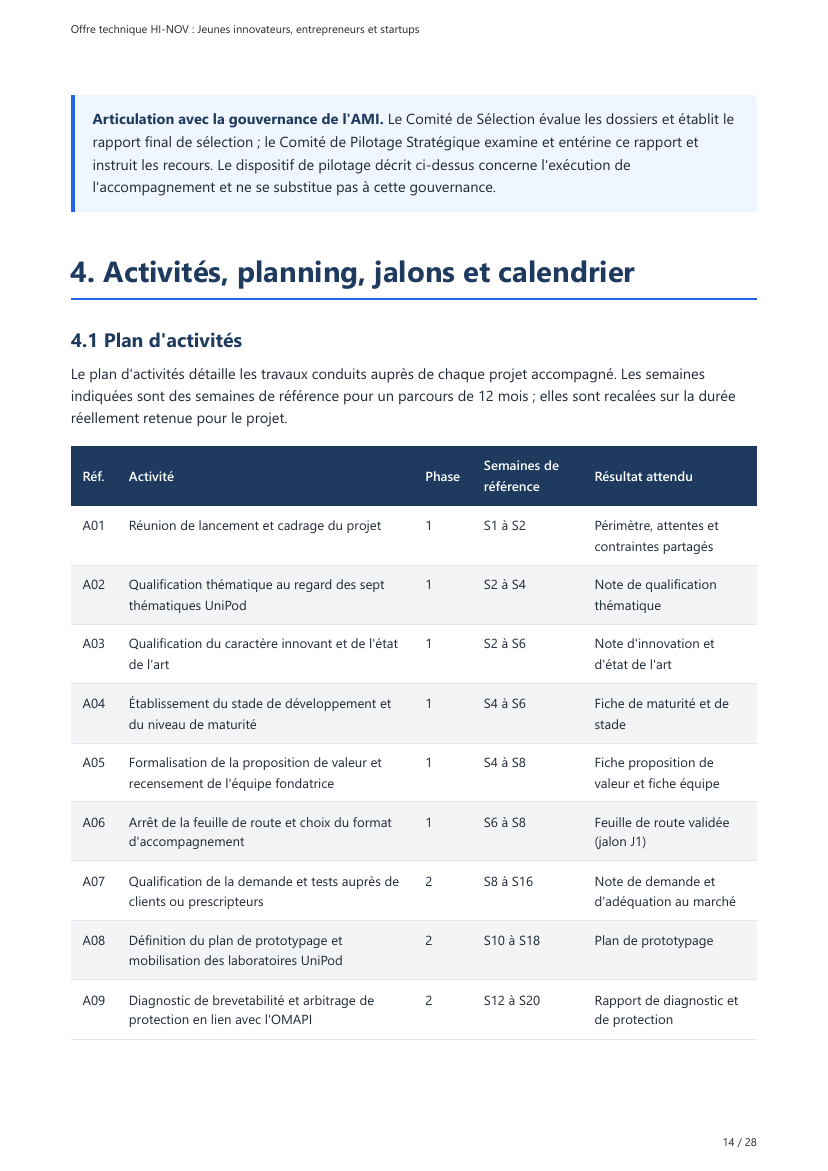 Offre technique HI-NOV : Jeunes innovateurs, entrepreneurs et startups
Articulation avec la gouvernance de l'AMI. Le Comité de Sélection évalue les dossiers et établit le
rapport final de sélection ; le Comité de Pilotage Stratégique examine et entérine ce rapport et
instruit les recours. Le dispositif de pilotage décrit ci-dessus concerne l'exécution de
l'accompagnement et ne se substitue pas à cette gouvernance.
4. Activités, planning, jalons et calendrier
4.1 Plan d'activités
Le plan d'activités détaille les travaux conduits auprès de chaque projet accompagné. Les semaines
indiquées sont des semaines de référence pour un parcours de 12 mois ; elles sont recalées sur la durée
réellement retenue pour le projet.
Réf. Activité Phase Semaines de référence Résultat attendu
A01 Réunion de lancement et cadrage du projet 1 S1 à S2 Périmètre, attentes et
contraintes partagés
A02 Qualification thématique au regard des sept 1 S2 à S4 Note de qualification
thématiques UniPod thématique
A03 Qualification du caractère innovant et de l'état 1 S2 à S6 Note d'innovation et
de l'art d'état de l'art
A04 Établissement du stade de développement et 1 S4 à S6 Fiche de maturité et de
du niveau de maturité stade
A05 Formalisation de la proposition de valeur et 1 S4 à S8 Fiche proposition de
recensement de l'équipe fondatrice valeur et fiche équipe
A06 Arrêt de la feuille de route et choix du format 1 S6 à S8 Feuille de route validée
d'accompagnement (jalon J1)
A07 Qualification de la demande et tests auprès de 2 S8 à S16 Note de demande et
clients ou prescripteurs d'adéquation au marché
A08 Définition du plan de prototypage et 2 S10 à S18 Plan de prototypage
mobilisation des laboratoires UniPod
A09 Diagnostic de brevetabilité et arbitrage de 2 S12 à S20 Rapport de diagnostic et
protection en lien avec l'OMAPI de protection
14 / 28